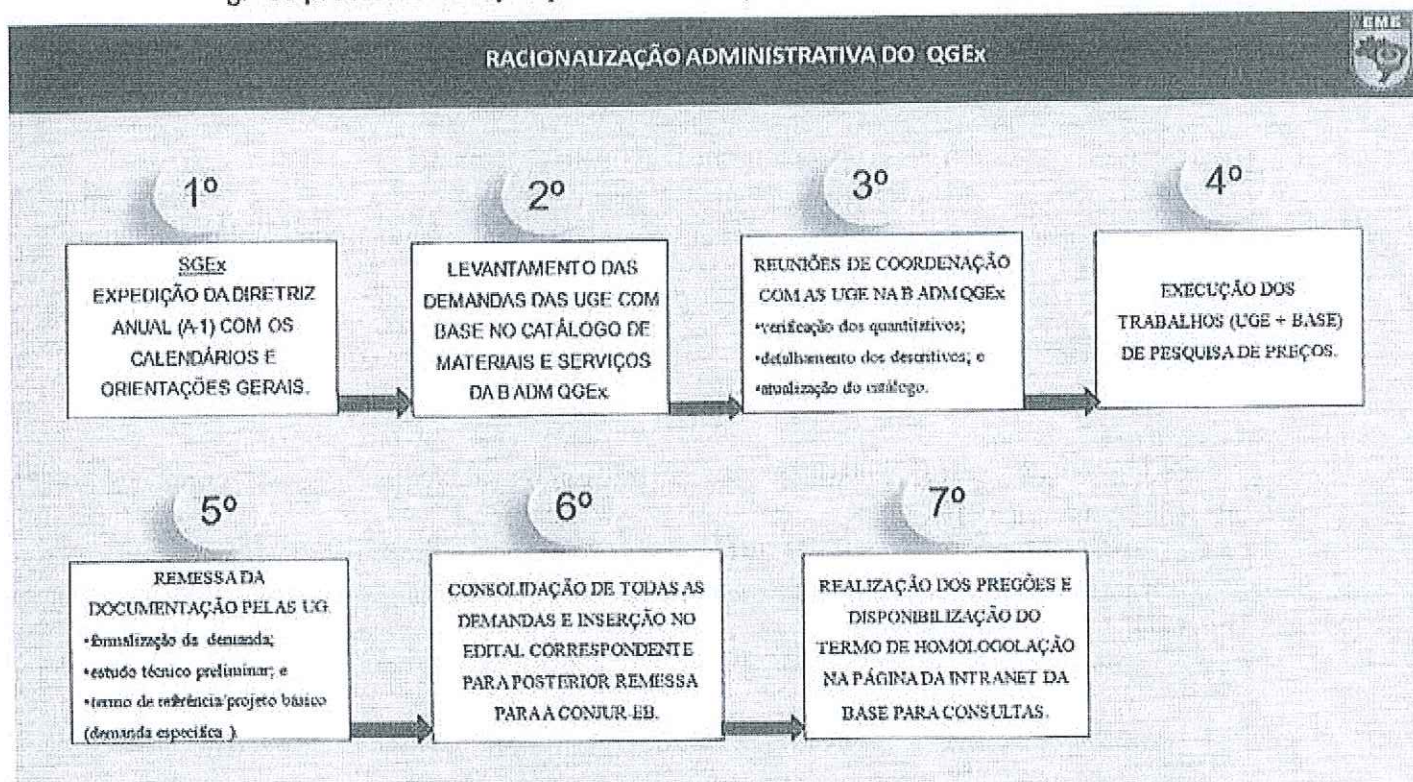 RACIONALIZAÇÃO ADMINISTRATIVA DO QGEx
EME
1º
SGEx
EXPEDIÇÃO DA DIRETRIZ
ANUAL (A-1) COM OS
CALENDÁRIOS E
ORIENTAÇÕES GERAIS.
2º
LEVANTAMENTO DAS
DEMANDAS DAS UGE COM
BASE NO CATÁLOGO DE
MATERIAIS E SERVIÇOS
DA B ADM QGEx
3º
REUNIÕES DE COORDENAÇÃO
COM AS UGE NA B ADM QGEx
•verificação dos quantitativos;
•detalhamento dos descritivos; e
•atualização do catálogo.
4º
EXECUÇÃO DOS
TRABALHOS (UGE + BASE)
DE PESQUISA DE PREÇOS.
5º
REMESSA DA
DOCUMENTAÇÃO PELAS UG
•formalização da demanda;
•estudo técnico preliminar; e
•termo de referência/projeto básico
(demanda específica ).
6º
CONSOLIDAÇÃO DE TODAS AS
DEMANDAS E INSERÇÃO NO
EDITAL CORRESPONDENTE
PARA POSTERIOR REMESSA
PARA A CONJUR-EB.
7º
REALIZAÇÃO DOS PREGÕES E
DISPONIBILIZAÇÃO DO
TERMO DE HOMOLOGOLAÇÃO
NA PÁGINA DA INTRANET DA
BASE PARA CONSULTAS.